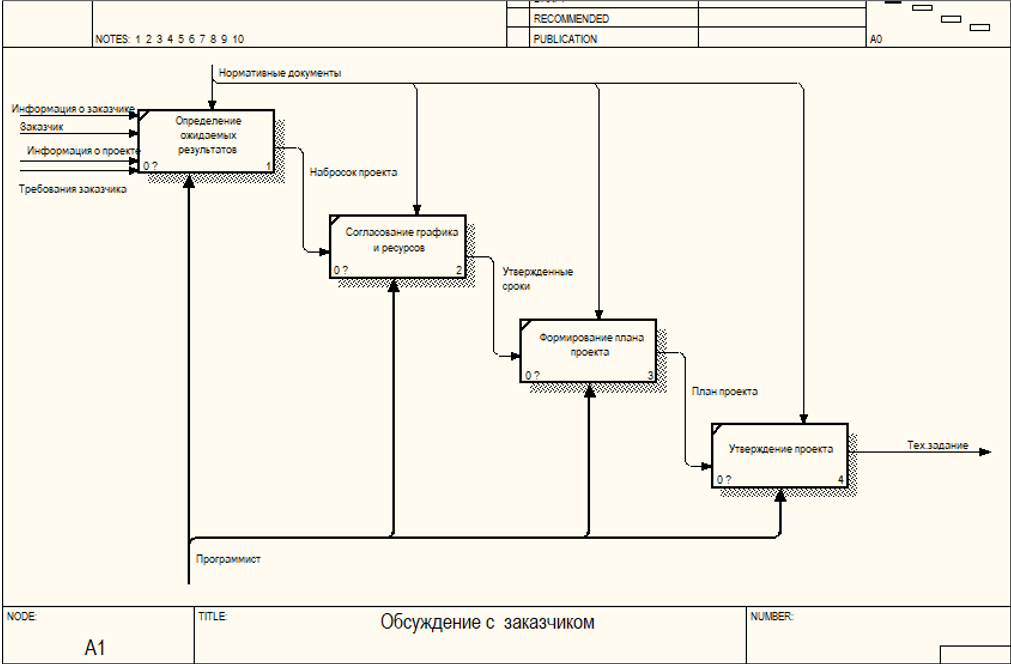 RECOMMENDED
NOTES: 1 2 3 4 5 6 7 8 9 10
PUBLICATION
A0
Нормативные документы
Информация о заказчике
Заказчик
Информация о проекте
Требования заказчика
Определение
ожидаемых
результатов
0 ?
1
Набросок проекта
Согласование графика
и ресурсов
0 ?
2
Утвержденные
сроки
Формирование плана
проекта
0 ?
3
План проекта
Утверждение проекта
0 ?
4
Тех.задание
Программист
NODE:
A1
TITLE:
Обсуждение с заказчиком
NUMBER: